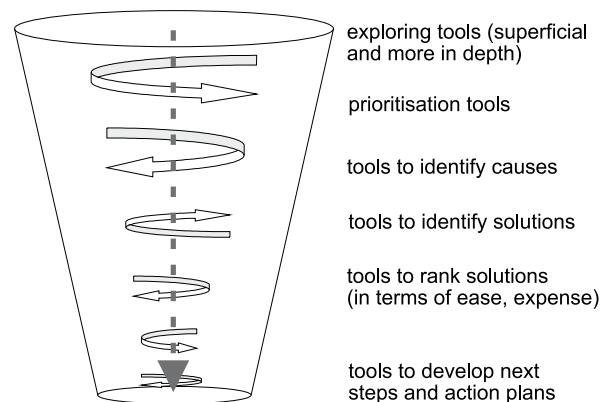 exploring tools (superficial
and more in depth)
prioritisation tools
tools to identify causes
tools to identify solutions
tools to rank solutions
(in terms of ease, expense)
tools to develop next
steps and action plans